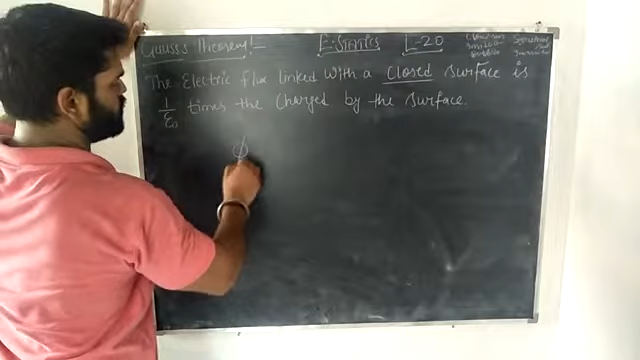 Gauss's Theorem:- E-Statics L-20
The Electric flux linked with a closed surface is
1/ε₀ times the charged by the surface.
ϕ